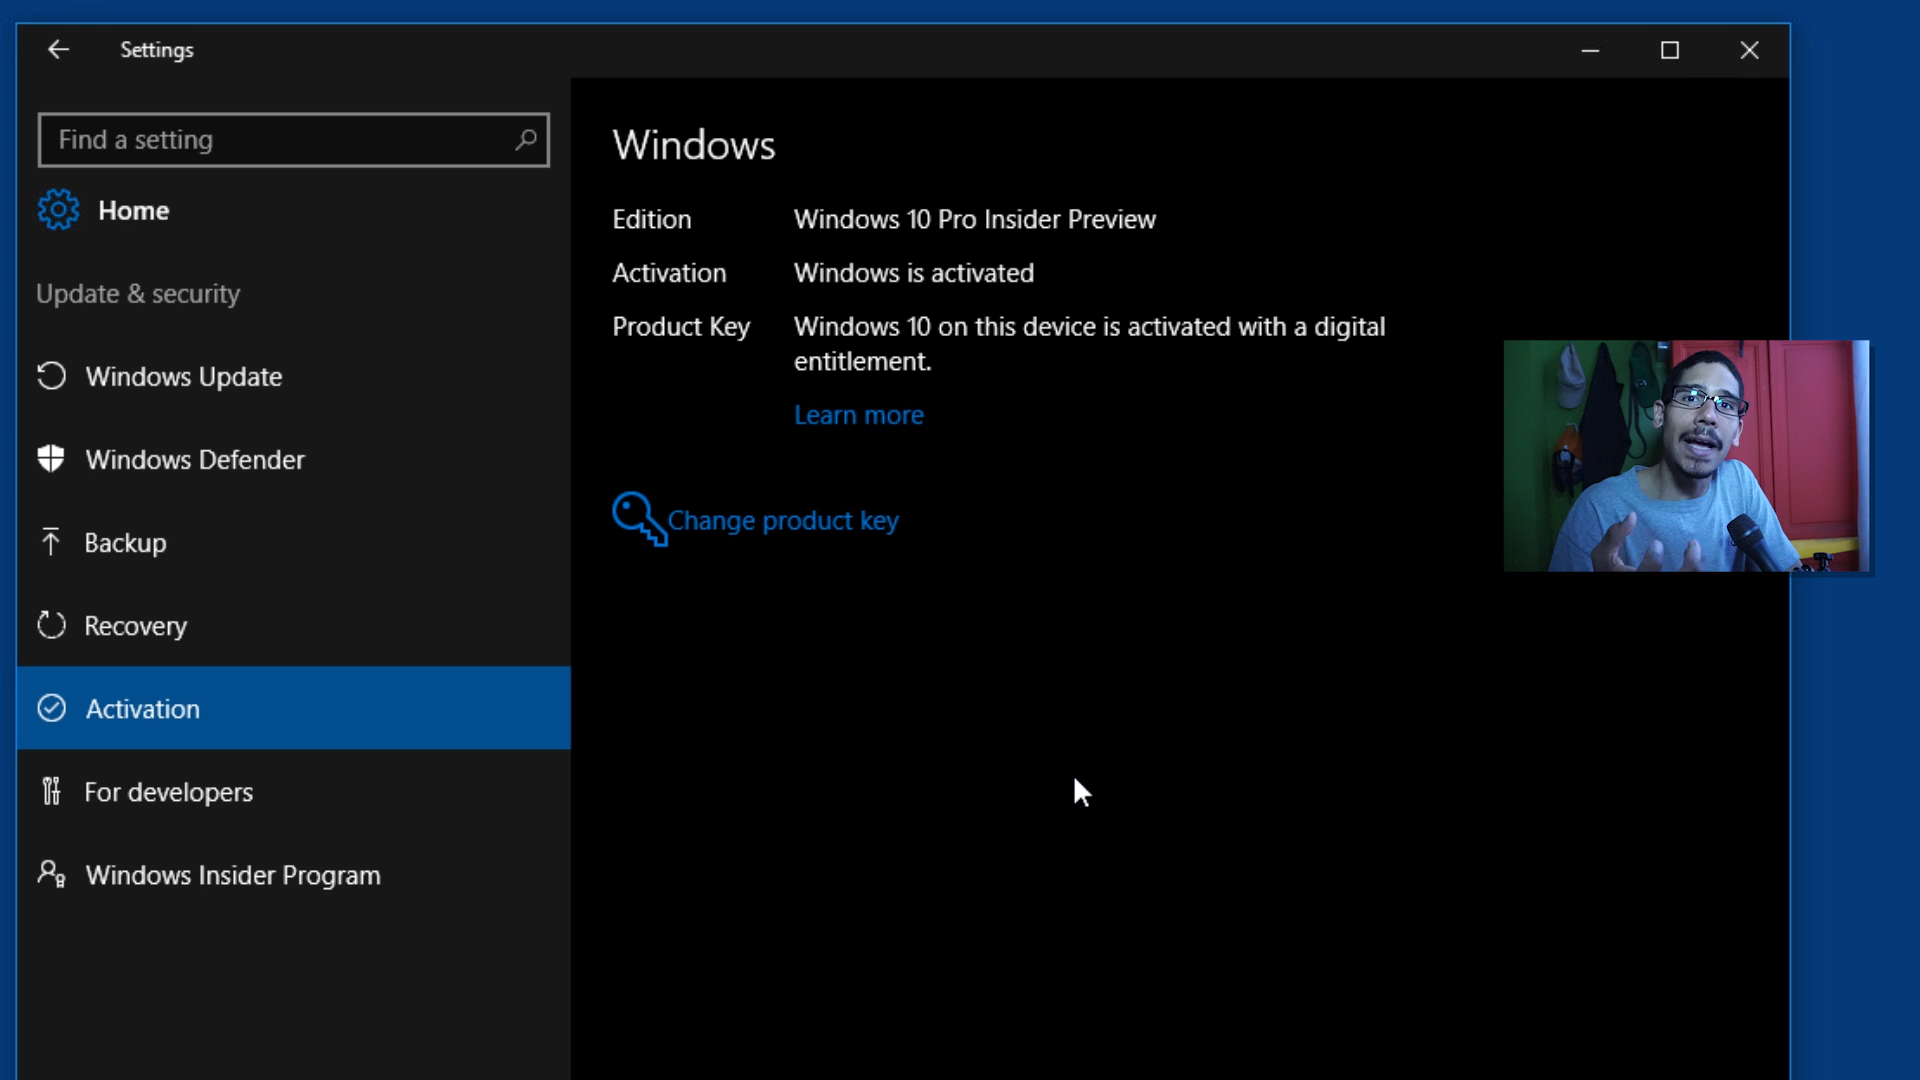 Settings
Find a setting
Home
Update & security
Windows Update
Windows Defender
Backup
Recovery
Activation
For developers
Windows Insider Program
Windows
Edition Windows 10 Pro Insider Preview
Activation Windows is activated
Product Key Windows 10 on this device is activated with a digital
entitlement.
Learn more
Change product key